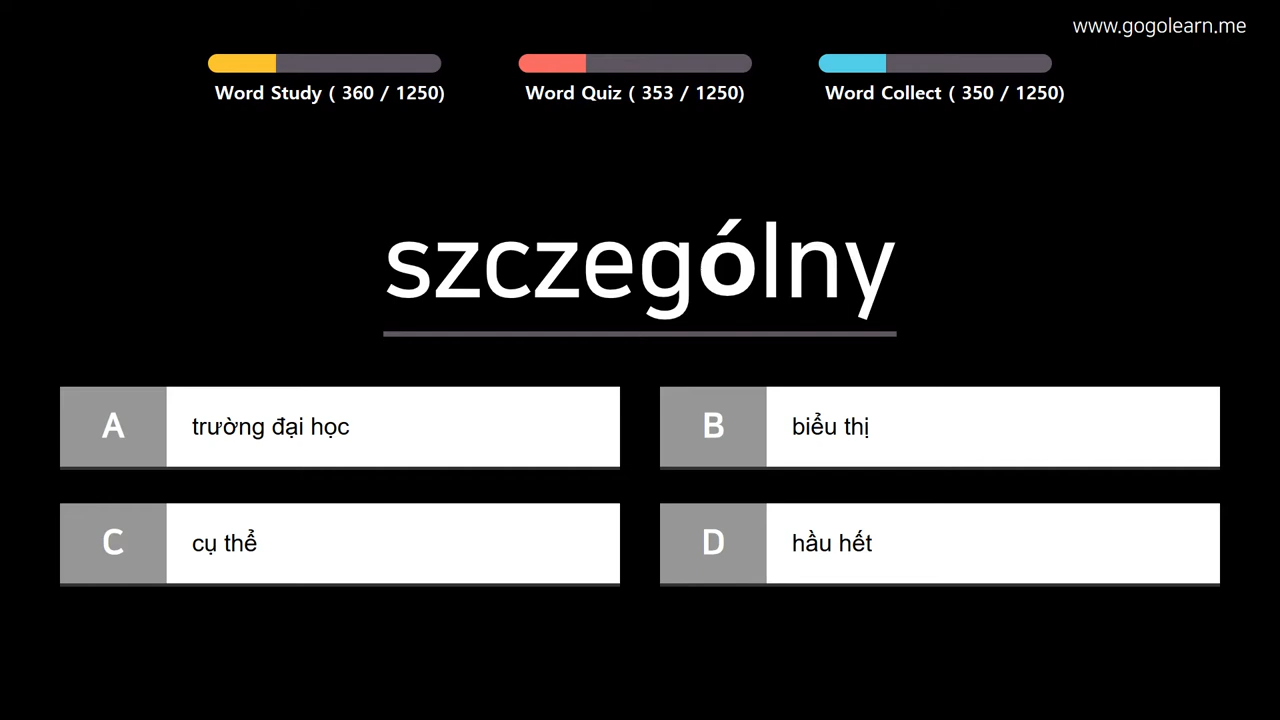 www.gogolearn.me
Word Study ( 360 / 1250)
Word Quiz ( 353 / 1250)
Word Collect ( 350 / 1250)
szczególny
A trường đại học
B biểu thị
C cụ thể
D hầu hết